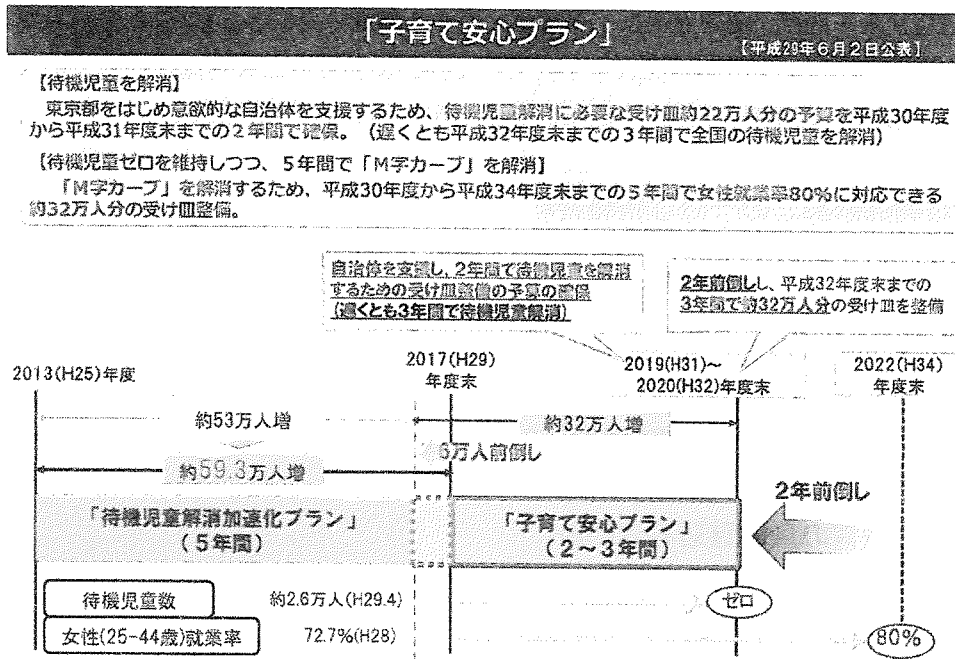 「子育て安心プラン」
【平成29年6月2日公表】
【待機児童を解消】
東京都をはじめ意欲的な自治体を支援するため、待機児童解消に必要な受け皿約22万人分の予算を平成30年度
から平成31年度末までの2年間で確保。（遅くとも平成32年度末までの3年間で全国の待機児童を解消）
【待機児童ゼロを維持しつつ、5年間で「M字カーブ」を解消】
「M字カーブ」を解消するため、平成30年度から平成34年度末までの5年間で女性就業率80%に対応できる
約32万人分の受け皿整備。
自治体を支援し、2年間で待機児童を解消
するための受け皿整備の予算の確保
（遅くとも3年間で待機児童解消）
2年前倒しし、平成32年度末までの
3年間で約32万人分の受け皿を整備
2013(H25)年度
2017(H29)
年度末
2019(H31)～
2020(H32)年度末
2022(H34)
年度末
約53万人増
約32万人増
6万人前倒し
約59.3万人増
2年前倒し
「待機児童解消加速化プラン」
（5年間）
「子育て安心プラン」
（2～3年間）
待機児童数
約2.6万人(H29.4)
ゼロ
女性(25-44歳)就業率
72.7%(H28)
80%